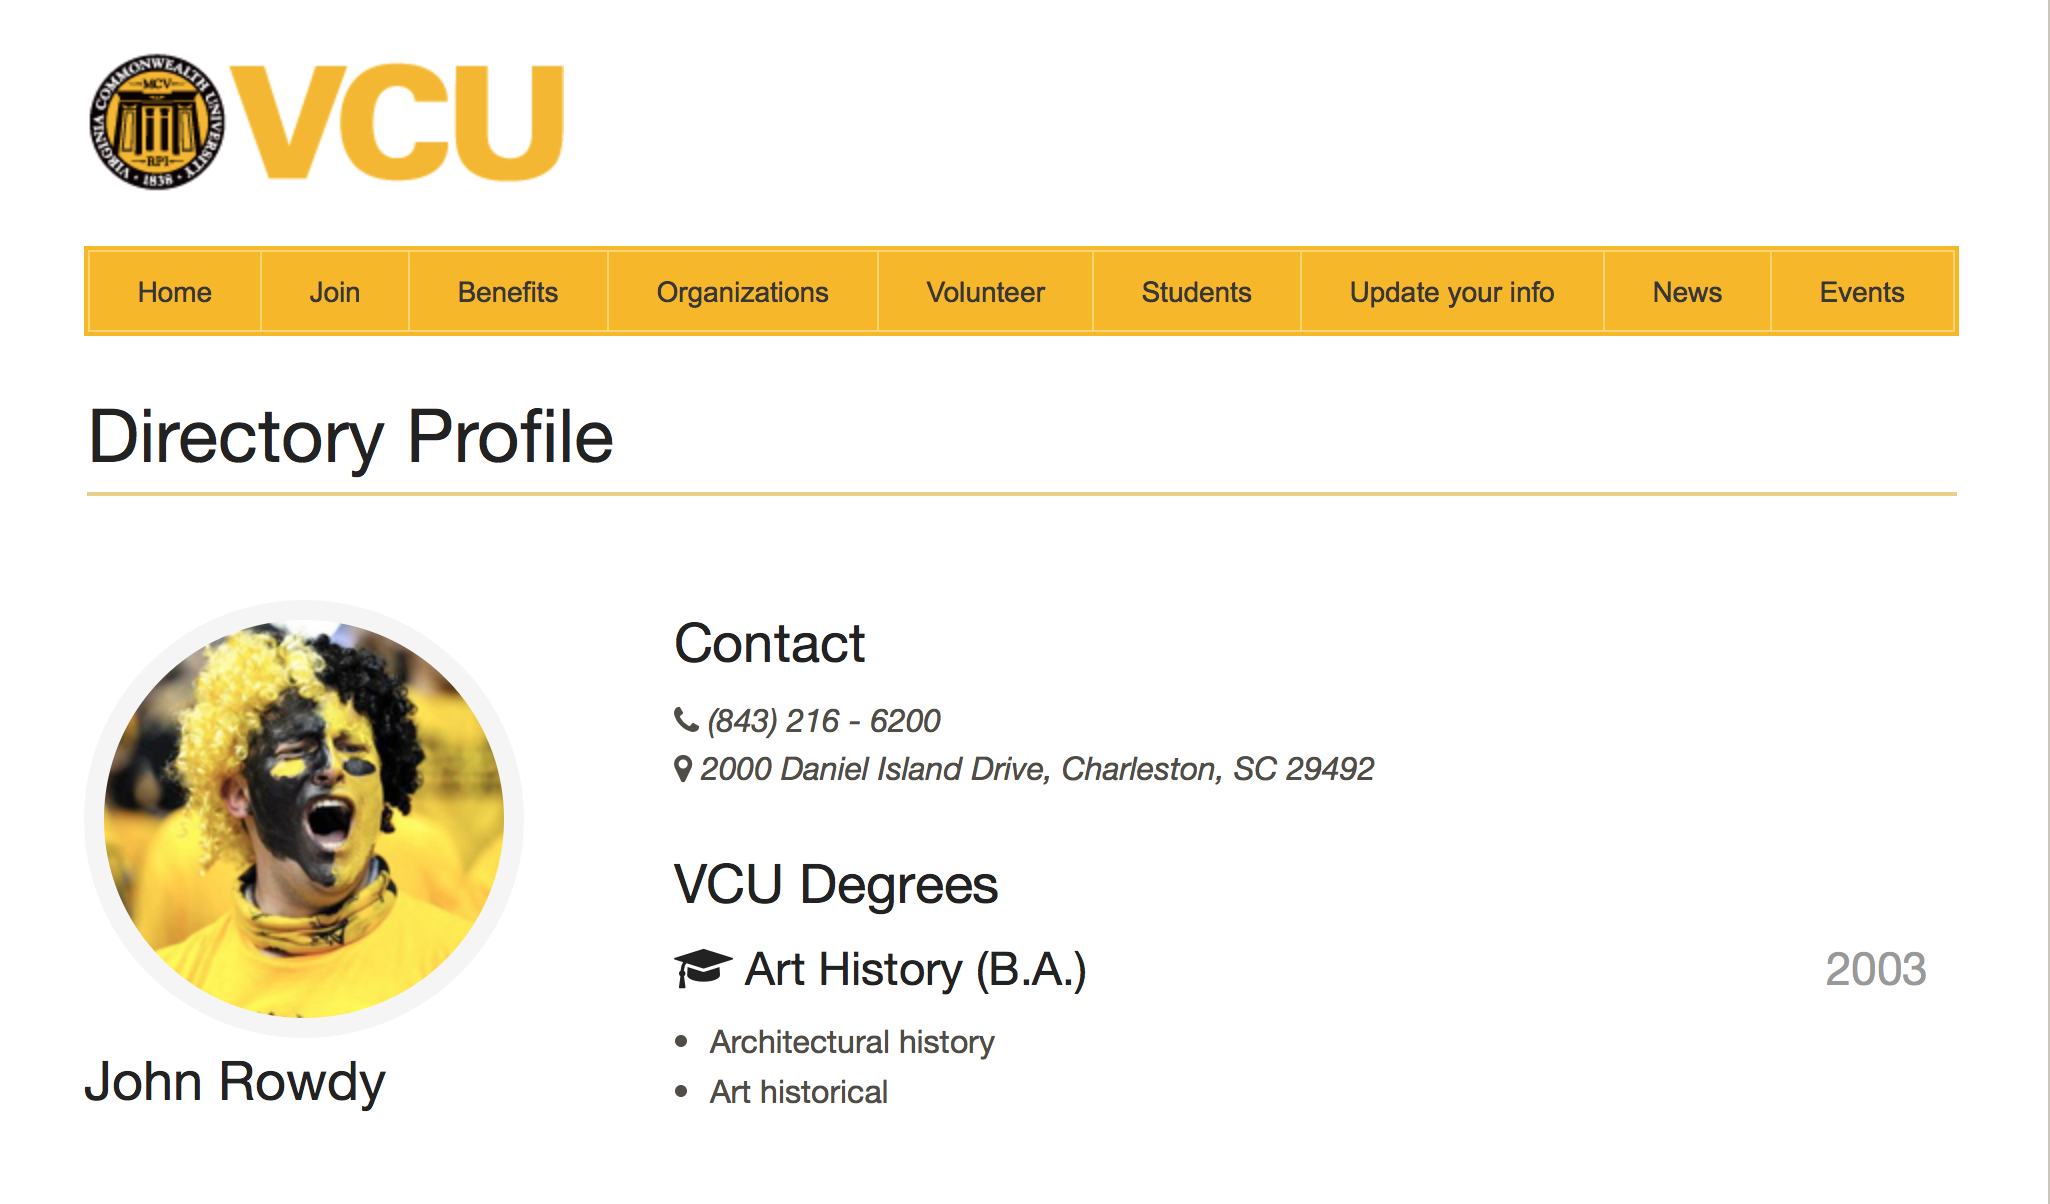 VIRGINIA COMMONWEALTH UNIVERSITY
MCV
RPI
1838
VCU
Home Join Benefits Organizations Volunteer Students Update your info News Events
Directory Profile
Contact
(843) 216 - 6200
2000 Daniel Island Drive, Charleston, SC 29492
VCU Degrees
Art History (B.A.) 2003
• Architectural history
• Art historical
John Rowdy